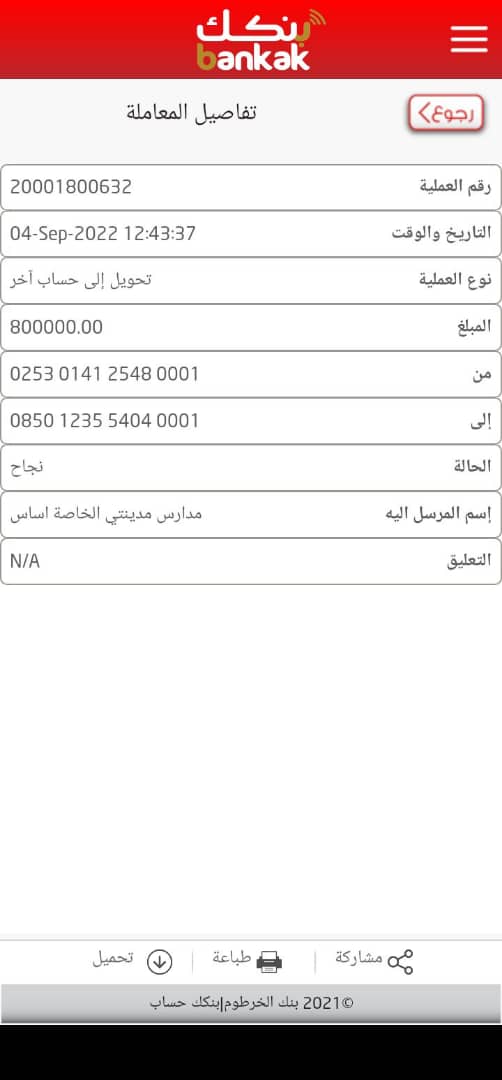 بنكك
bankak
رجوع
تفاصيل المعاملة
رقم العملية 20001800632
التاريخ والوقت 04-Sep-2022 12:43:37
نوع العملية تحويل إلى حساب آخر
المبلغ 800000.00
من 0253 0141 2548 0001
إلى 0850 1235 5404 0001
الحالة نجاح
إسم المرسل اليه مدارس مدينتي الخاصة اساس
التعليق N/A
مشاركة طباعة تحميل
©2021 بنك الخرطوم|بنكك حساب